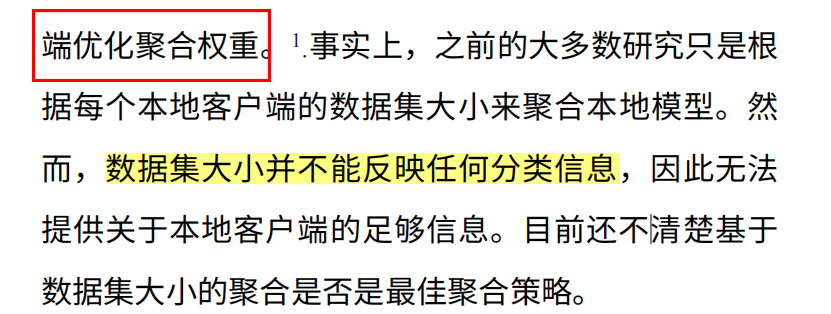 端优化聚合权重。 1.事实上，之前的大多数研究只是根
据每个本地客户端的数据集大小来聚合本地模型。然
而，数据集大小并不能反映任何分类信息，因此无法
提供关于本地客户端的足够信息。目前还不清楚基于
数据集大小的聚合是否是最佳聚合策略。